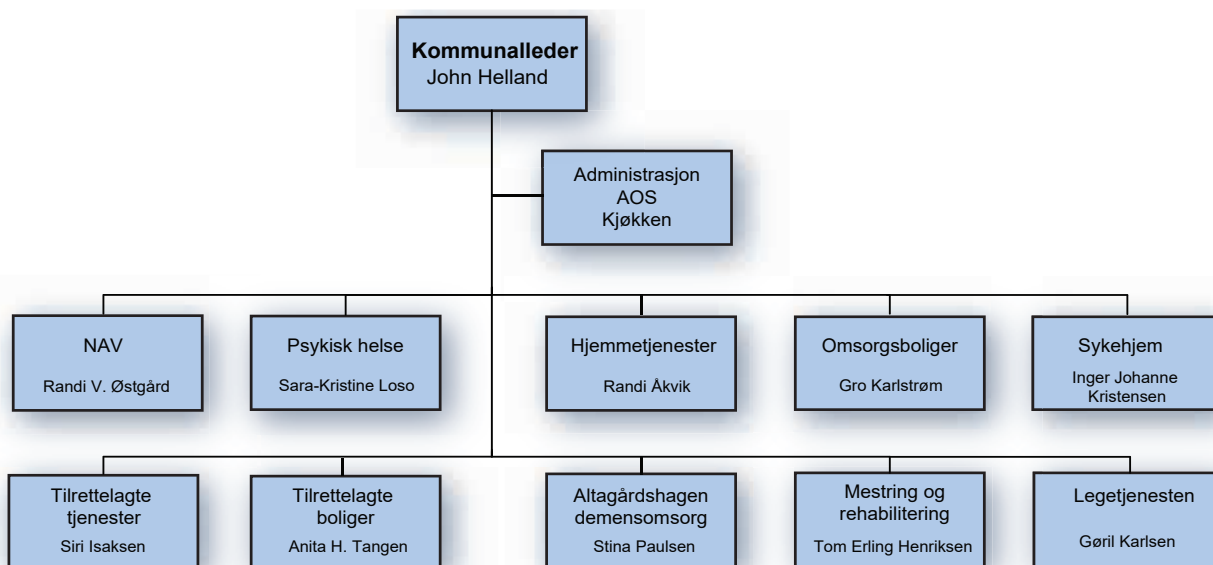 Kommunalleder
John Helland
Administrasjon
AOS
Kjøkken
NAV
Randi V. Østgård
Psykisk helse
Sara-Kristine Loso
Hjemmetjenester
Randi Åkvik
Omsorgsboliger
Gro Karlstrøm
Sykehjem
Inger Johanne
Kristensen
Tilrettelagte
tjenester
Siri Isaksen
Tilrettelagte
boliger
Anita H. Tangen
Altagårdshagen
demensomsorg
Stina Paulsen
Mestring og
rehabilitering
Tom Erling Henriksen
Legetjenesten
Gøril Karlsen